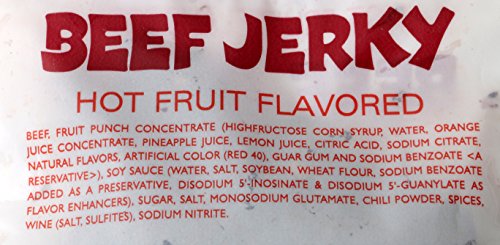 BEEF JERKY
HOT FRUIT FLAVORED
BEEF, FRUIT PUNCH CONCENTRATE (HIGHFRUCTOSE CORN SYRUP, WATER, ORANGE
JUICE CONCENTRATE, PINEAPPLE JUICE, LEMON JUICE, CITRIC ACID, SODIUM CITRATE,
NATURAL FLAVORS, ARTIFICIAL COLOR (RED 40), GUAR GUM AND SODIUM BENZOATE <A
RESERVATIVE>), SOY SAUCE (WATER, SALT, SOYBEAN, WHEAT FLOUR, SODIUM BENZOATE
ADDED AS A PRESERVATIVE, DISODIUM 5'-INOSINATE & DISODIUM 5'-GUANYLATE AS
FLAVOR ENHANCERS), SUGAR, SALT, MONOSODIUM GLUTAMATE, CHILI POWDER, SPICES,
WINE (SALT, SULFITES), SODIUM NITRITE.